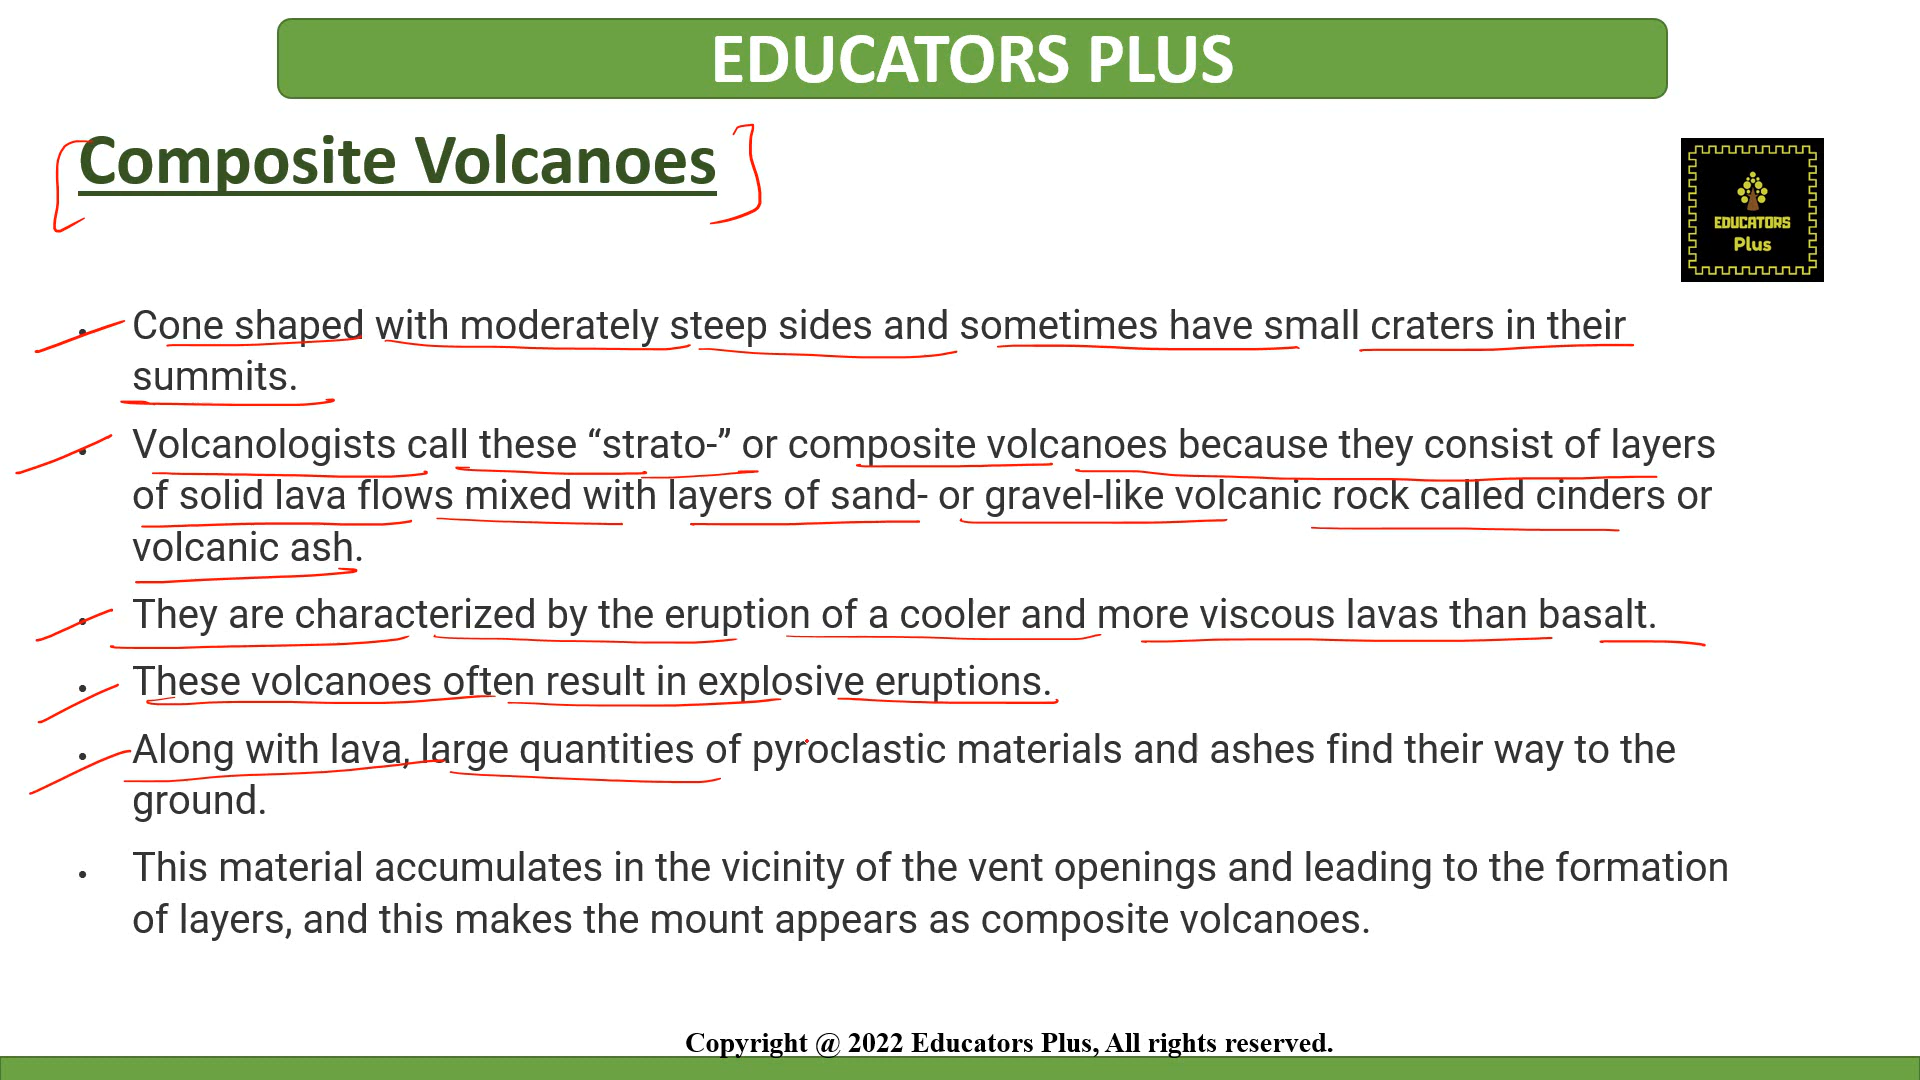 EDUCATORS PLUS
Composite Volcanoes
EDUCATORS
Plus
• Cone shaped with moderately steep sides and sometimes have small craters in their
summits.
• Volcanologists call these “strato-” or composite volcanoes because they consist of layers
of solid lava flows mixed with layers of sand- or gravel-like volcanic rock called cinders or
volcanic ash.
• They are characterized by the eruption of a cooler and more viscous lavas than basalt.
• These volcanoes often result in explosive eruptions.
• Along with lava, large quantities of pyroclastic materials and ashes find their way to the
ground.
• This material accumulates in the vicinity of the vent openings and leading to the formation
of layers, and this makes the mount appears as composite volcanoes.
Copyright @ 2022 Educators Plus, All rights reserved.